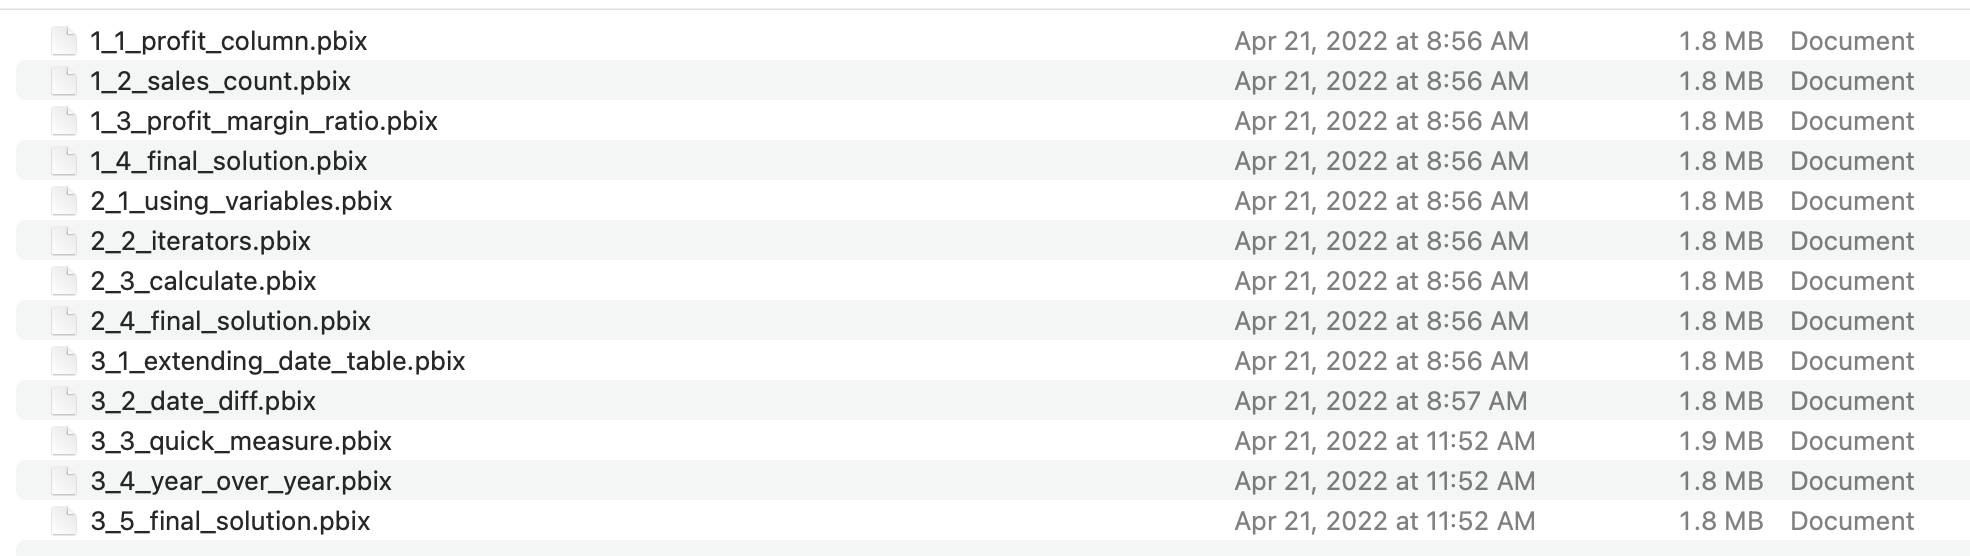 1_1_profit_column.pbix Apr 21, 2022 at 8:56 AM 1.8 MB Document
1_2_sales_count.pbix Apr 21, 2022 at 8:56 AM 1.8 MB Document
1_3_profit_margin_ratio.pbix Apr 21, 2022 at 8:56 AM 1.8 MB Document
1_4_final_solution.pbix Apr 21, 2022 at 8:56 AM 1.8 MB Document
2_1_using_variables.pbix Apr 21, 2022 at 8:56 AM 1.8 MB Document
2_2_iterators.pbix Apr 21, 2022 at 8:56 AM 1.8 MB Document
2_3_calculate.pbix Apr 21, 2022 at 8:56 AM 1.8 MB Document
2_4_final_solution.pbix Apr 21, 2022 at 8:56 AM 1.8 MB Document
3_1_extending_date_table.pbix Apr 21, 2022 at 8:56 AM 1.8 MB Document
3_2_date_diff.pbix Apr 21, 2022 at 8:57 AM 1.8 MB Document
3_3_quick_measure.pbix Apr 21, 2022 at 11:52 AM 1.9 MB Document
3_4_year_over_year.pbix Apr 21, 2022 at 11:52 AM 1.8 MB Document
3_5_final_solution.pbix Apr 21, 2022 at 11:52 AM 1.8 MB Document